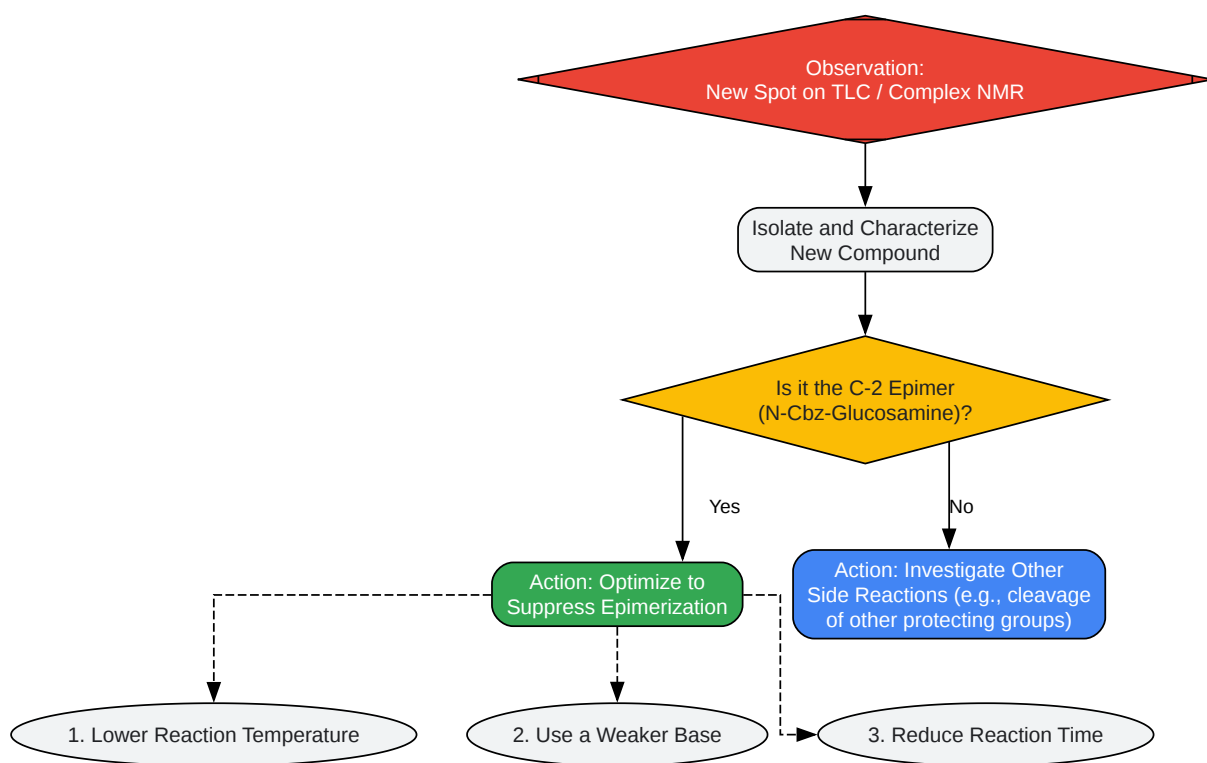 Observation:
New Spot on TLC / Complex NMR
Isolate and Characterize
New Compound
Is it the C-2 Epimer
(N-Cbz-Glucosamine)?
Yes
No
Action: Optimize to
Suppress Epimerization
Action: Investigate Other
Side Reactions (e.g., cleavage
of other protecting groups)
1. Lower Reaction Temperature
2. Use a Weaker Base
3. Reduce Reaction Time